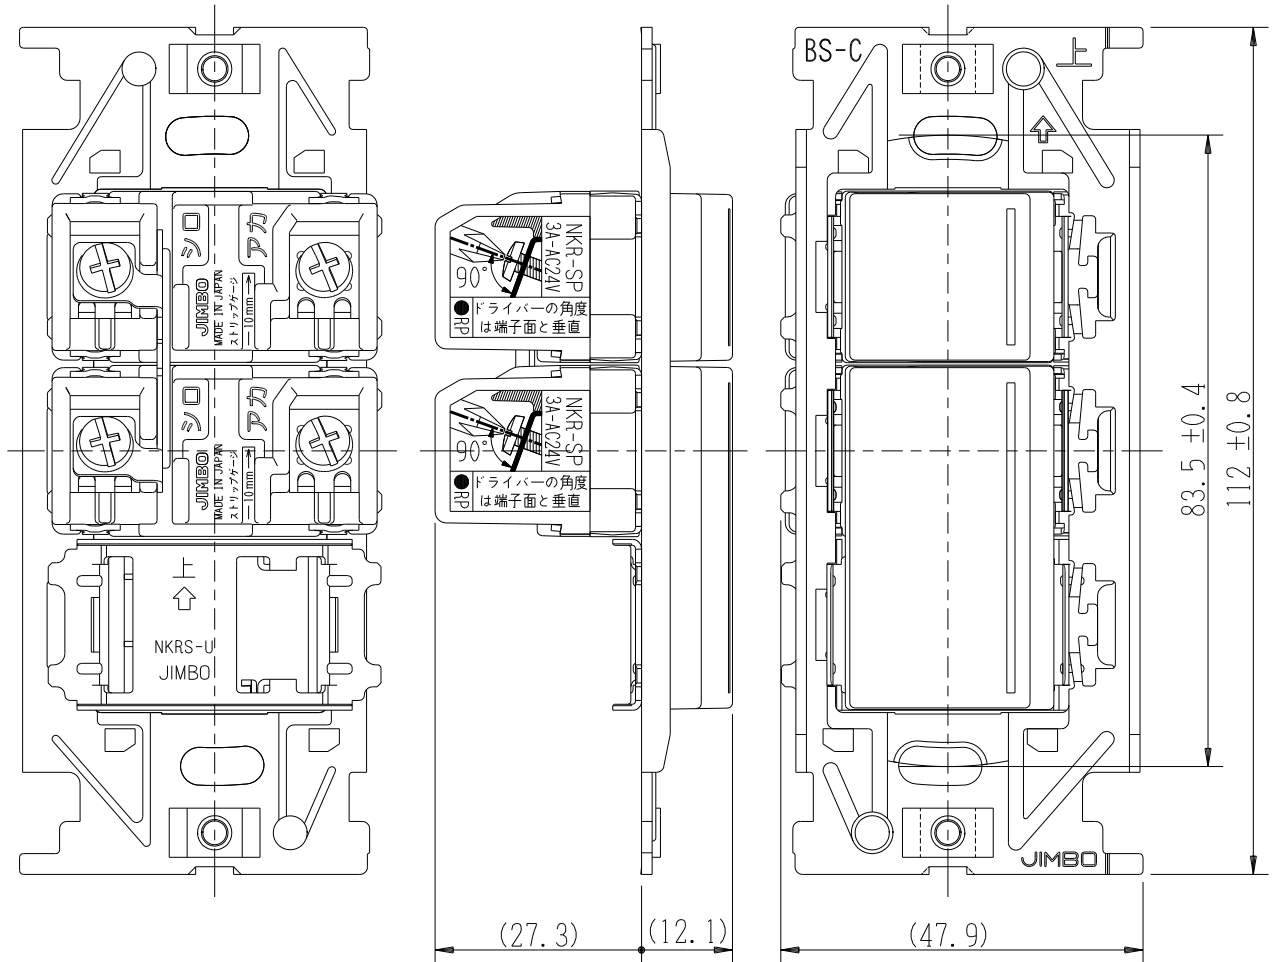 シロ
アカ
JIMBO
MADE IN JAPAN
ストリップゲージ
10mm
シロ
アカ
JIMBO
MADE IN JAPAN
ストリップゲージ
10mm
上
NKRS-U
JIMBO
NKR-SP
3A-AC24V
90°
RP
ドライバーの角度
は端子面と垂直
NKR-SP
3A-AC24V
90°
RP
ドライバーの角度
は端子面と垂直
(27.3)
(12.1)
BS-C
上
JIMBO
83.5 ±0.4
112 ±0.8
(47.9)